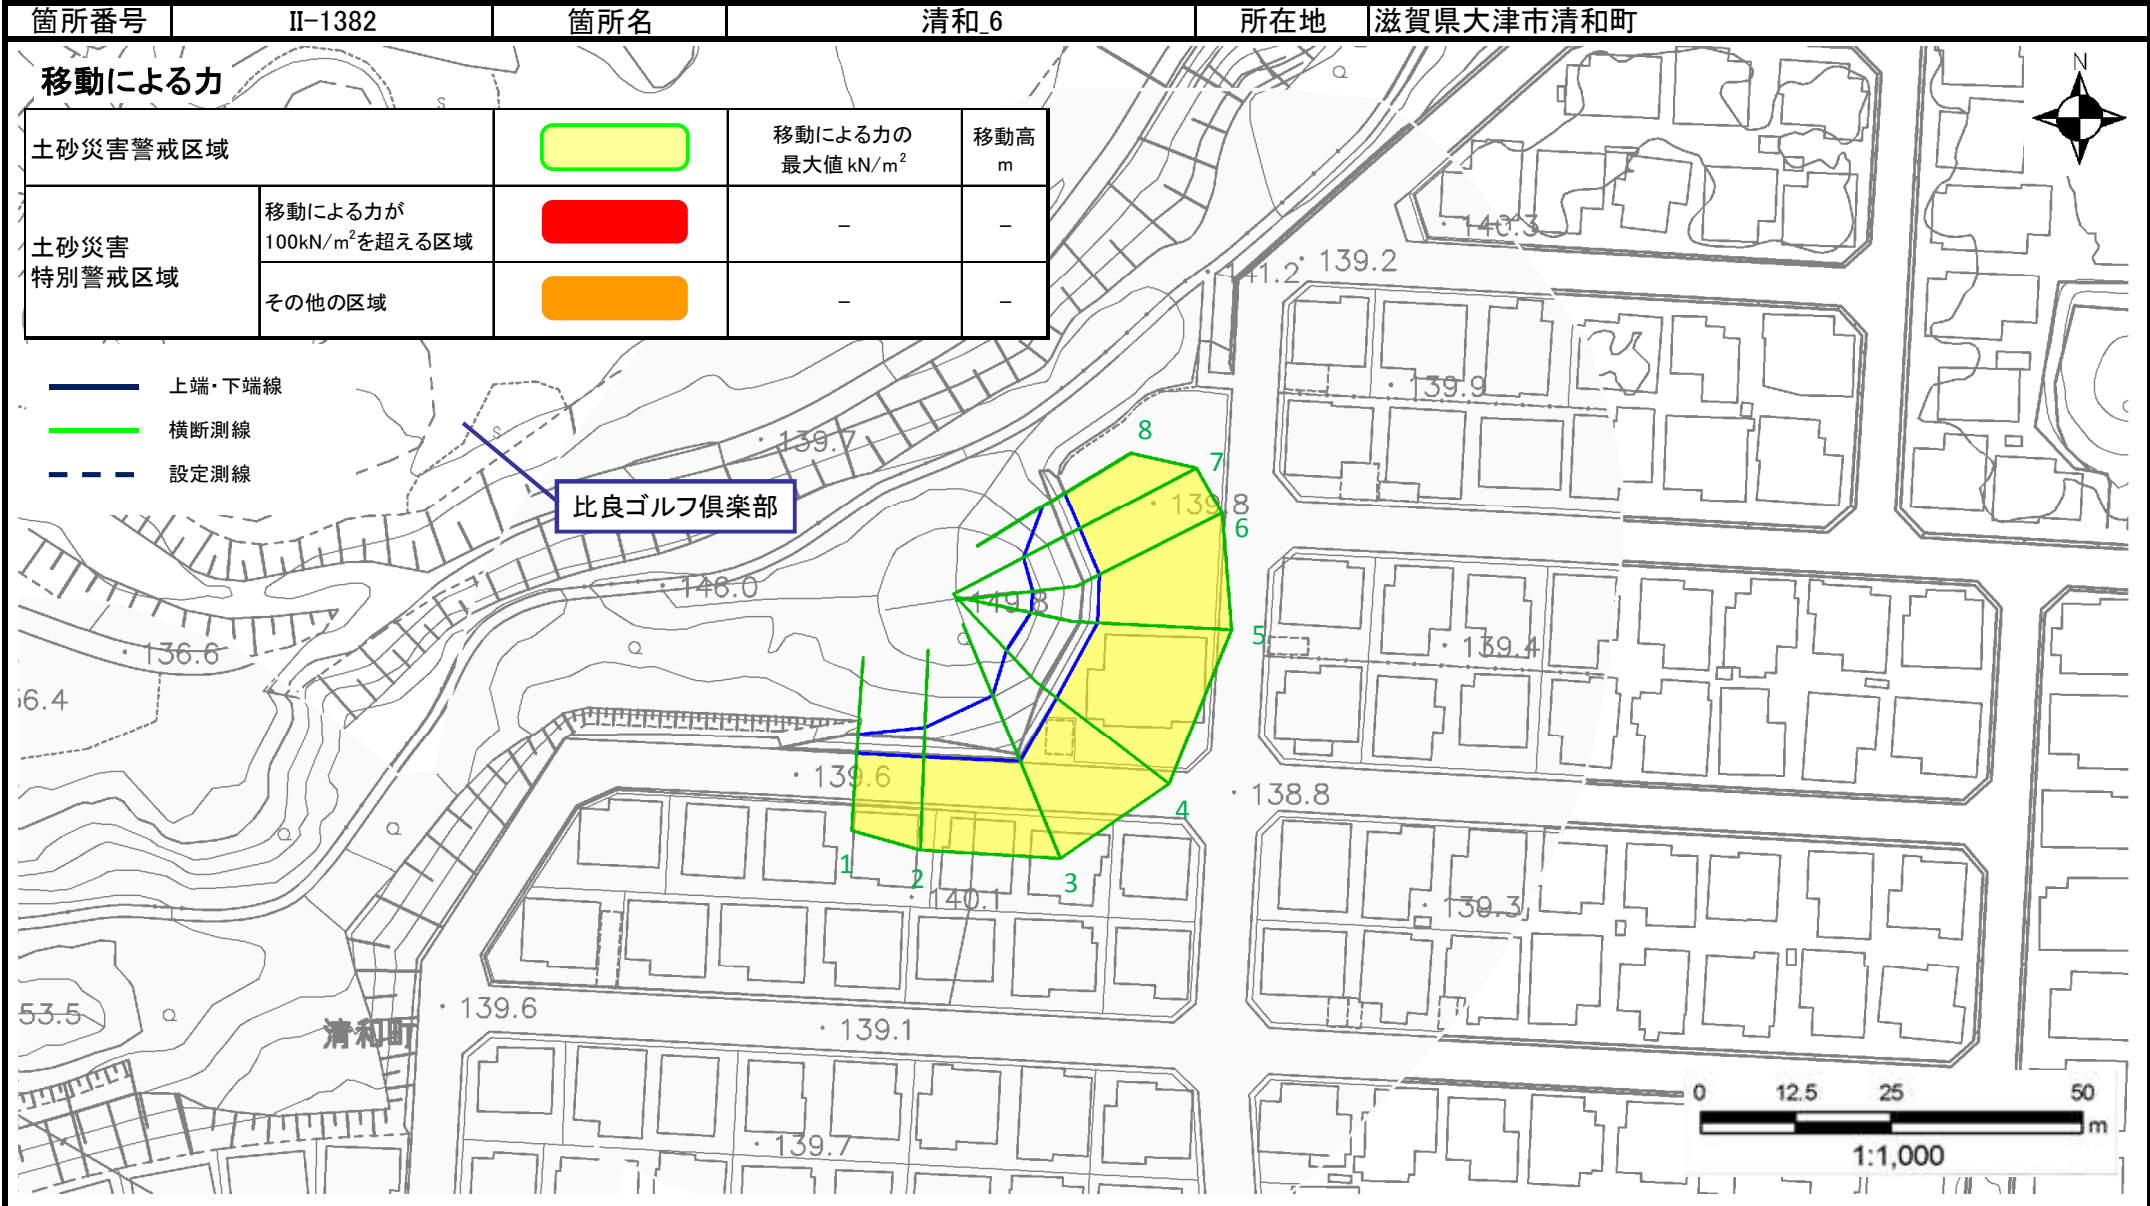 箇所番号 II-1382 箇所名 清和_6 所在地 滋賀県大津市清和町
移動による力
土砂災害警戒区域
移動による力の
最大値 kN/m²
移動高
m
土砂災害
特別警戒区域
移動による力が
100kN/m²を超える区域
－ －
その他の区域
－ －
上端・下端線
横断測線
設定測線
比良ゴルフ倶楽部
N
S
S
Q
140.3
139.2
141.2
139.9
139.7
8
7
139.8
6
146.0
149.8
5
139.4
136.6
Q
Q
56.4
139.6
138.8
4
Q
Q
1
2
3
140.1
139.3
53.5
Q
139.6
清和町
139.1
139.7
0 12.5 25 50
m
1:1,000